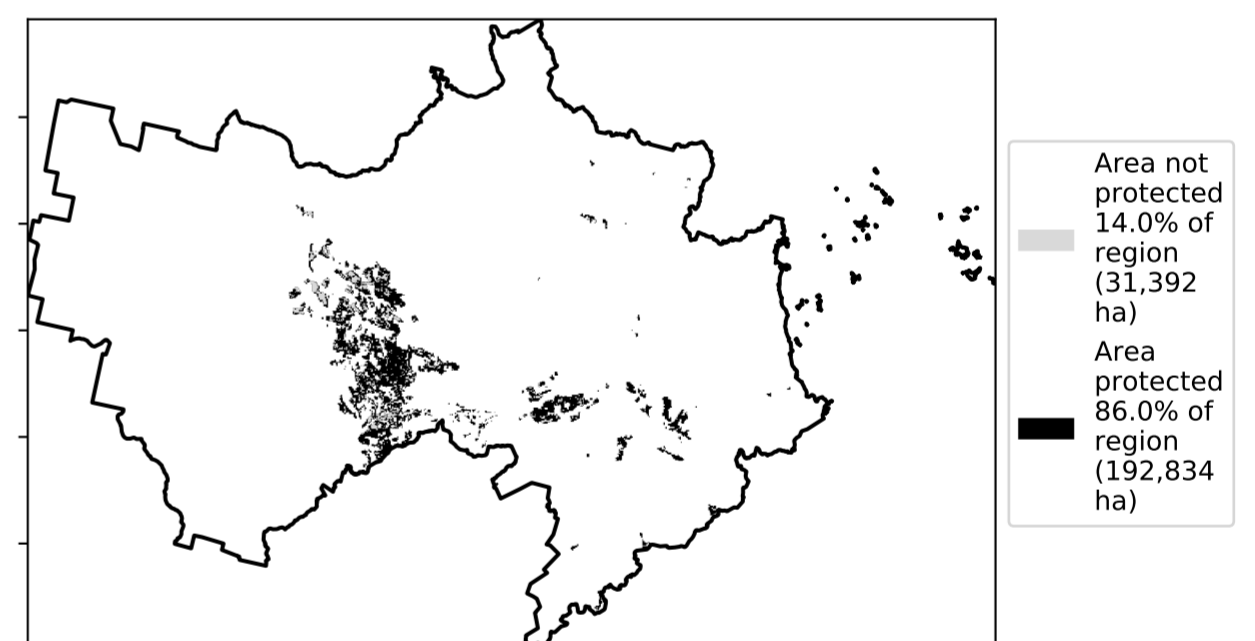 Area not
protected
14.0% of
region
(31,392
ha)
Area
protected
86.0% of
region
(192,834
ha)